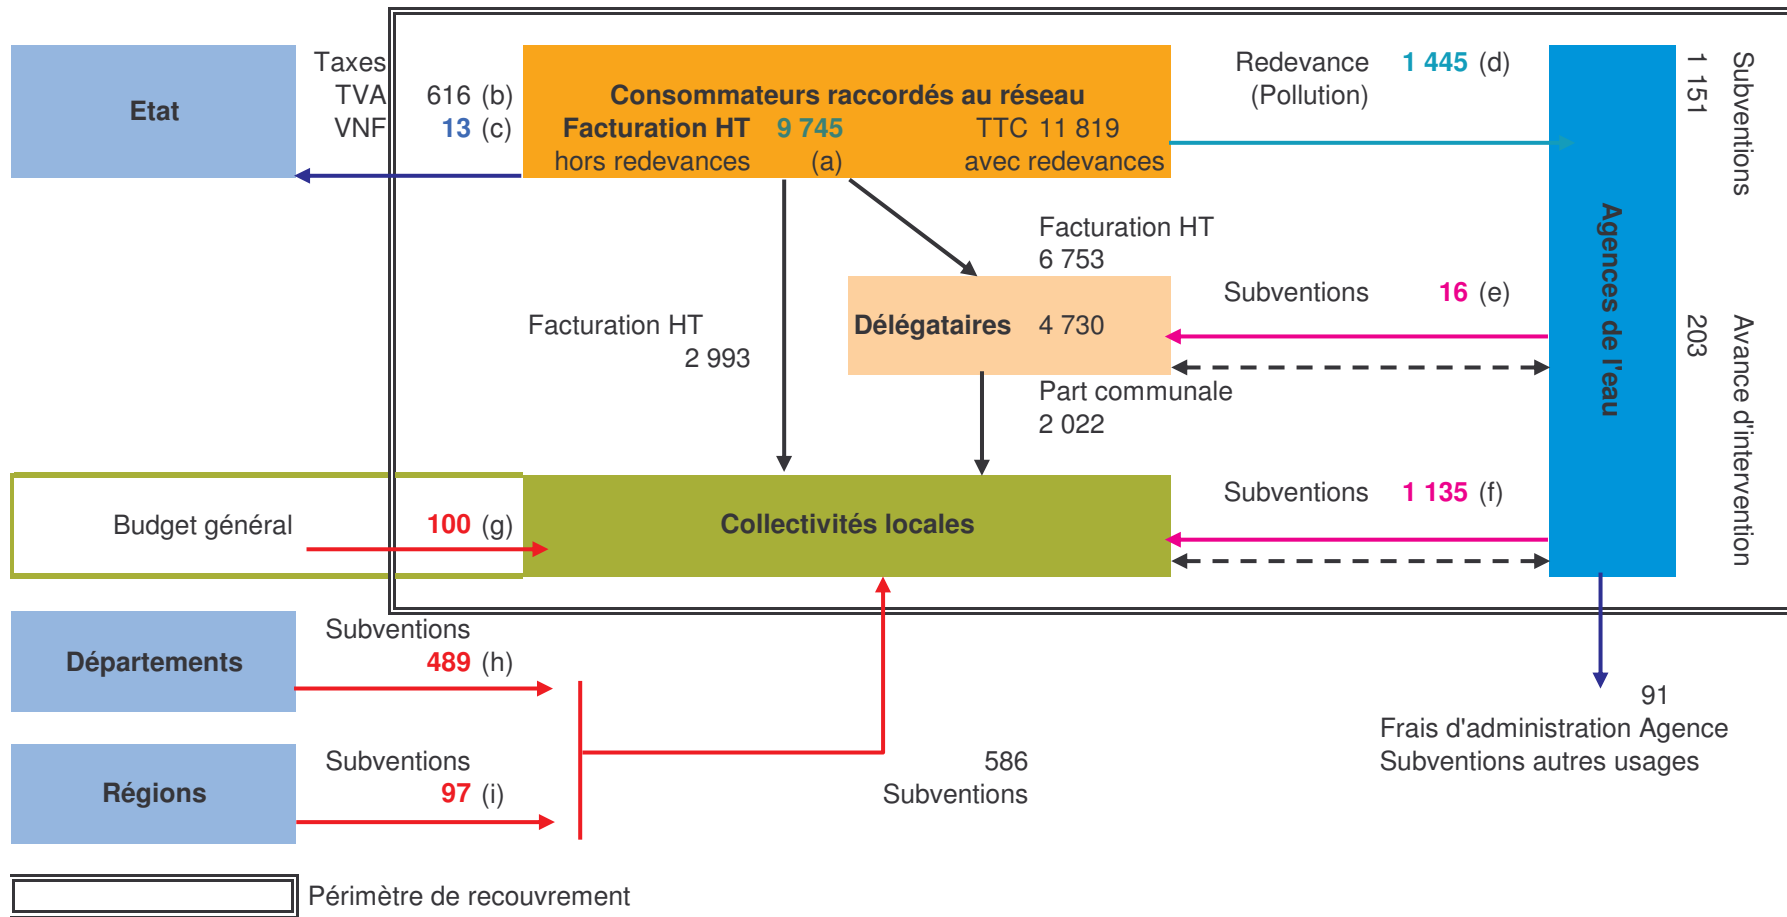 Etat
Taxes
TVA 616 (b)
VNF 13 (c)
Consommateurs raccordés au réseau
Facturation HT 9 745 TTC 11 819
hors redevances (a) avec redevances
Redevance 1 445 (d)
(Pollution)
Agences de l'eau
Subventions
1 151
Avance d'intervention
203
Facturation HT
6 753
Subventions 16 (e)
Délégataires 4 730
Facturation HT
2 993
Part communale
2 022
Budget général 100 (g)
Collectivités locales
Subventions 1 135 (f)
Départements
Subventions
489 (h)
Régions
Subventions
97 (i)
586
Subventions
91
Frais d'administration Agence
Subventions autres usages
Périmètre de recouvrement